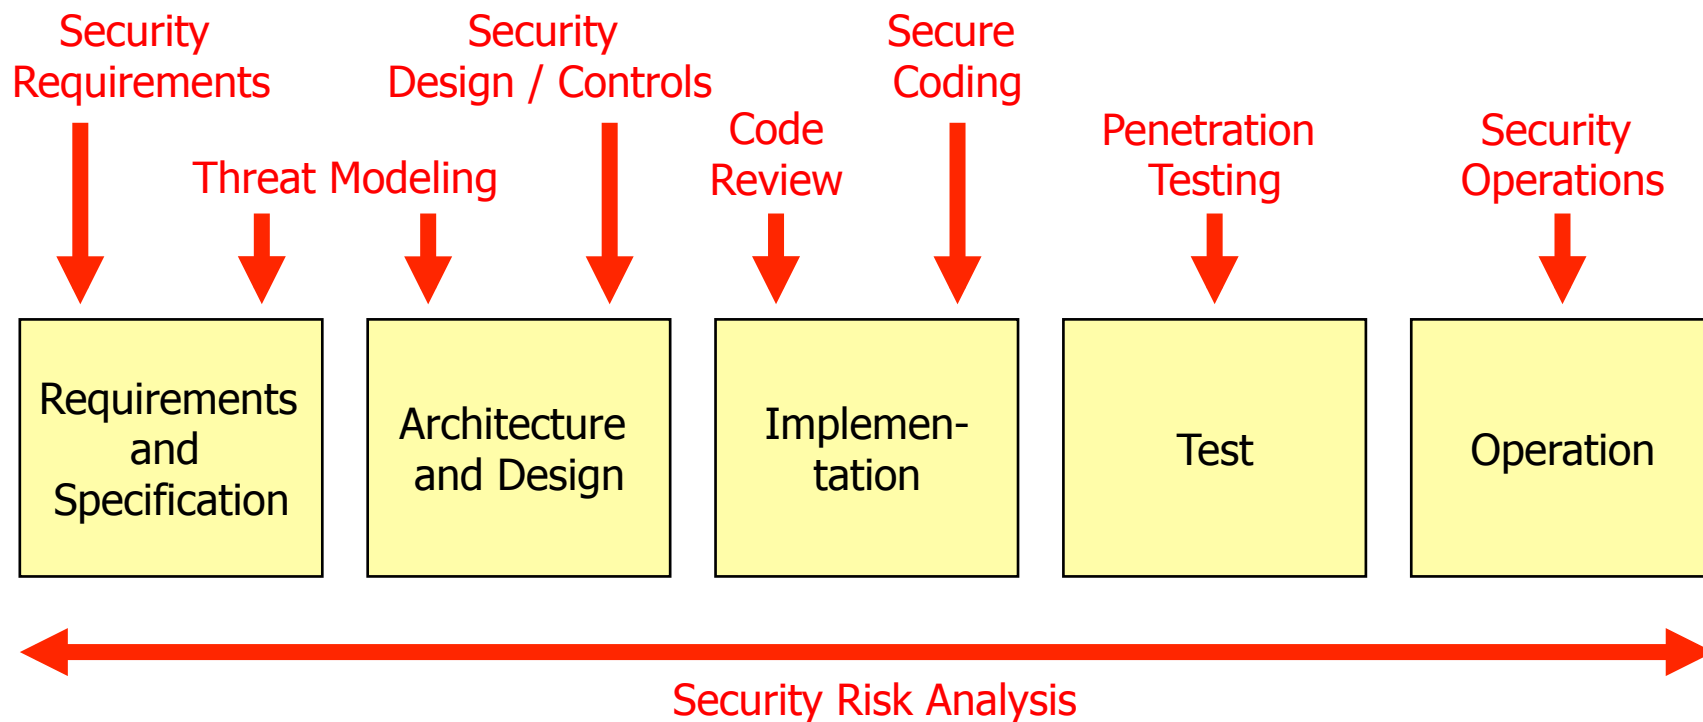 Security
Requirements
Threat Modeling
Security
Design / Controls
Code
Review
Secure
Coding
Penetration
Testing
Security
Operations
Requirements
and
Specification
Architecture
and Design
Implemen-
tation
Test
Operation
Security Risk Analysis